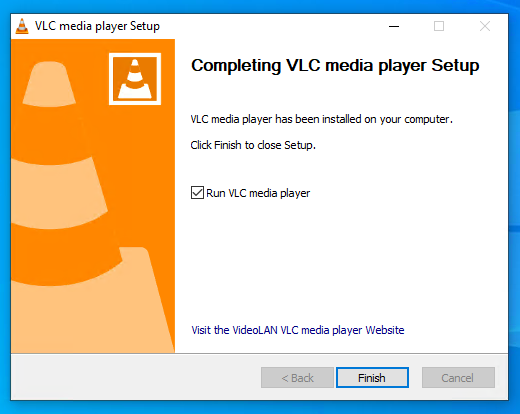 VLC media player Setup
Completing VLC media player Setup
VLC media player has been installed on your computer.
Click Finish to close Setup.
Run VLC media player
Visit the VideoLAN VLC media player Website
< Back
Finish
Cancel